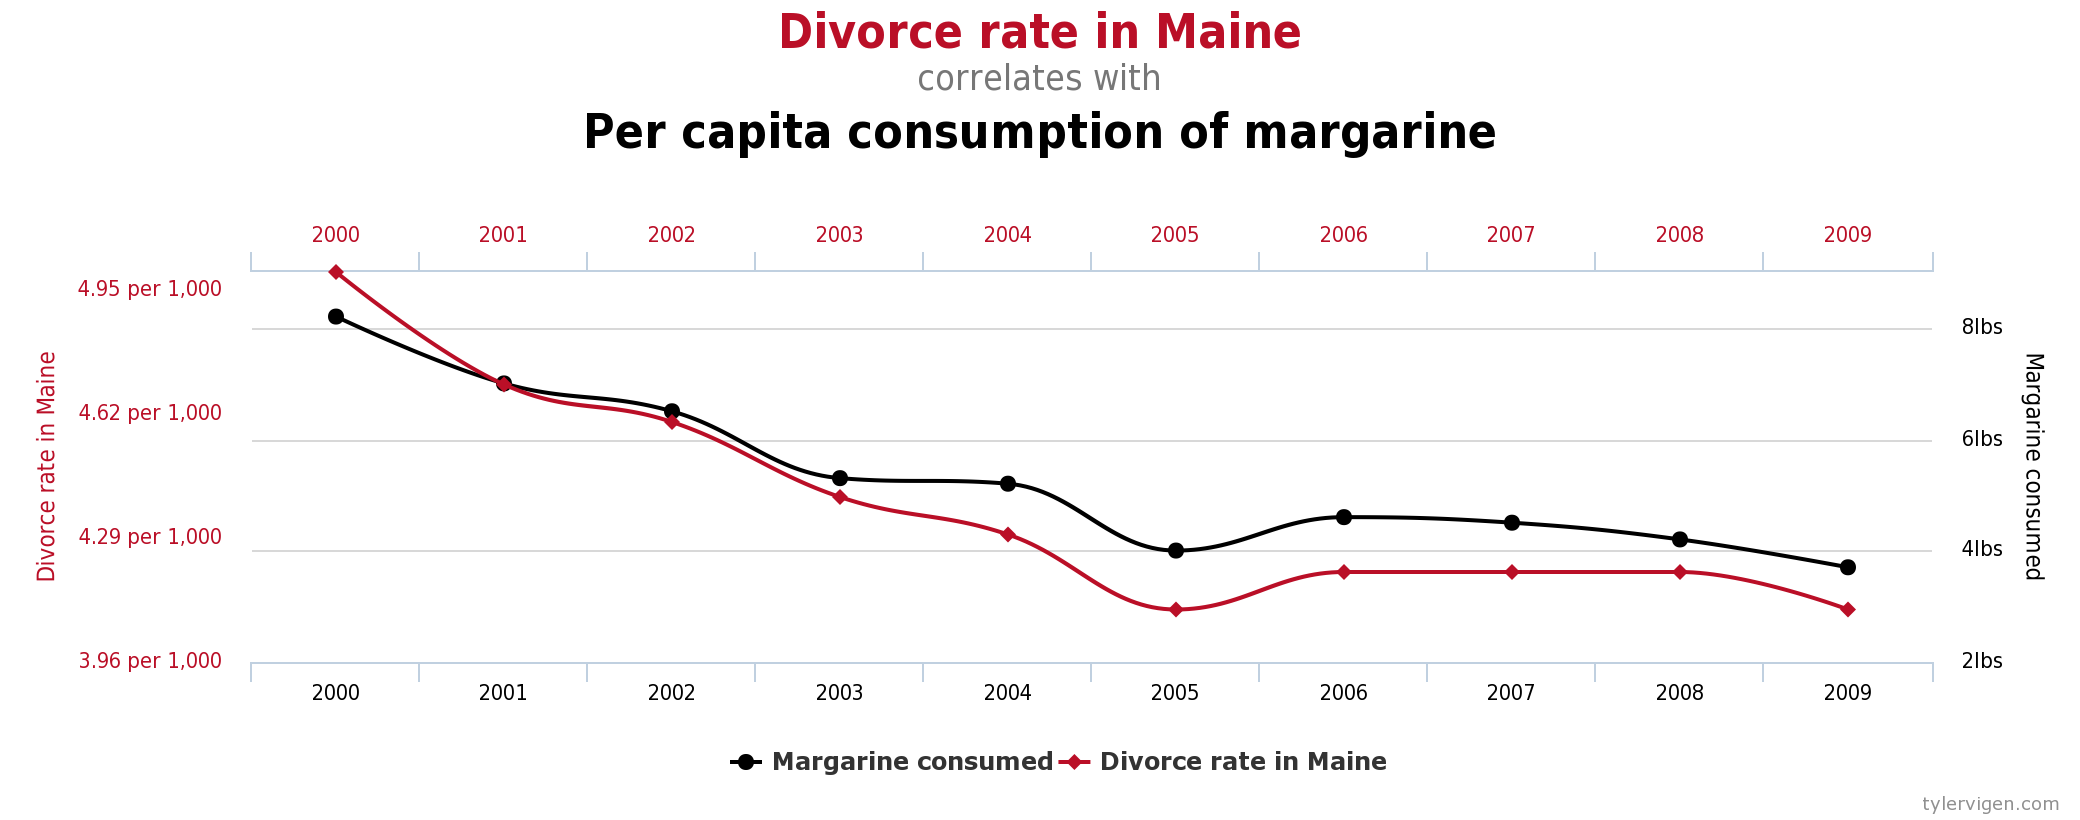 Divorce rate in Maine
correlates with
Per capita consumption of margarine
2000 2001 2002 2003 2004 2005 2006 2007 2008 2009
4.95 per 1,000
8lbs
4.62 per 1,000
6lbs
4.29 per 1,000
4lbs
3.96 per 1,000
2lbs
Divorce rate in Maine
Margarine consumed
2000 2001 2002 2003 2004 2005 2006 2007 2008 2009
Margarine consumed Divorce rate in Maine
tylervigen.com